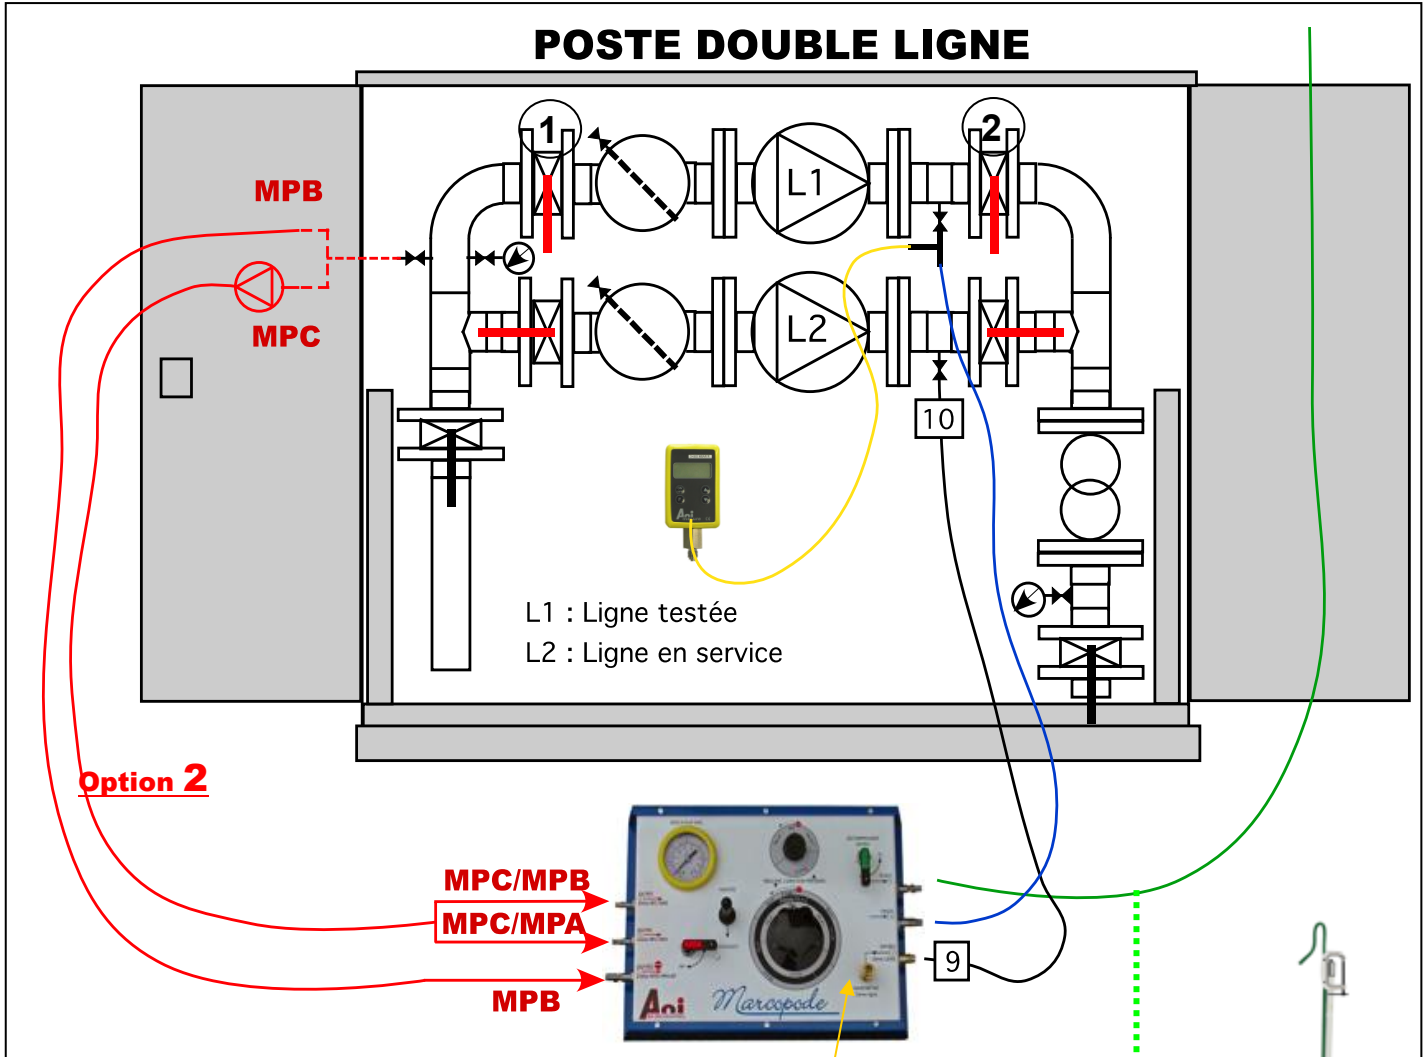 POSTE DOUBLE LIGNE
1
2
MPB
L1
MPC
L2
10
L1 : Ligne testée
L2 : Ligne en service
Option 2
MPC/MPB
MPC/MPA
MPB
9
Ani
Marcopode